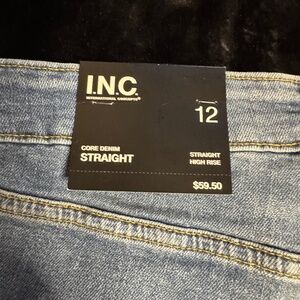 I.N.C.
INTERNATIONAL CONCEPTS®
12
CORE DENIM
STRAIGHT
STRAIGHT
HIGH RISE
$59.50